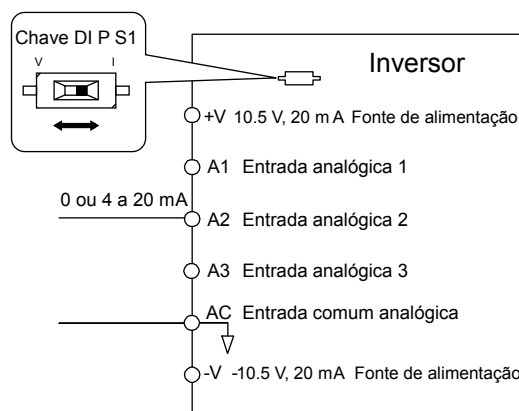 Chave DI P S1
V I
Inversor
+V 10.5 V, 20 m A Fonte de alimentação
A1 Entrada analógica 1
0 ou 4 a 20 mA
A2 Entrada analógica 2
A3 Entrada analógica 3
AC Entrada comum analógica
-V -10.5 V, 20 mA Fonte de alimentação